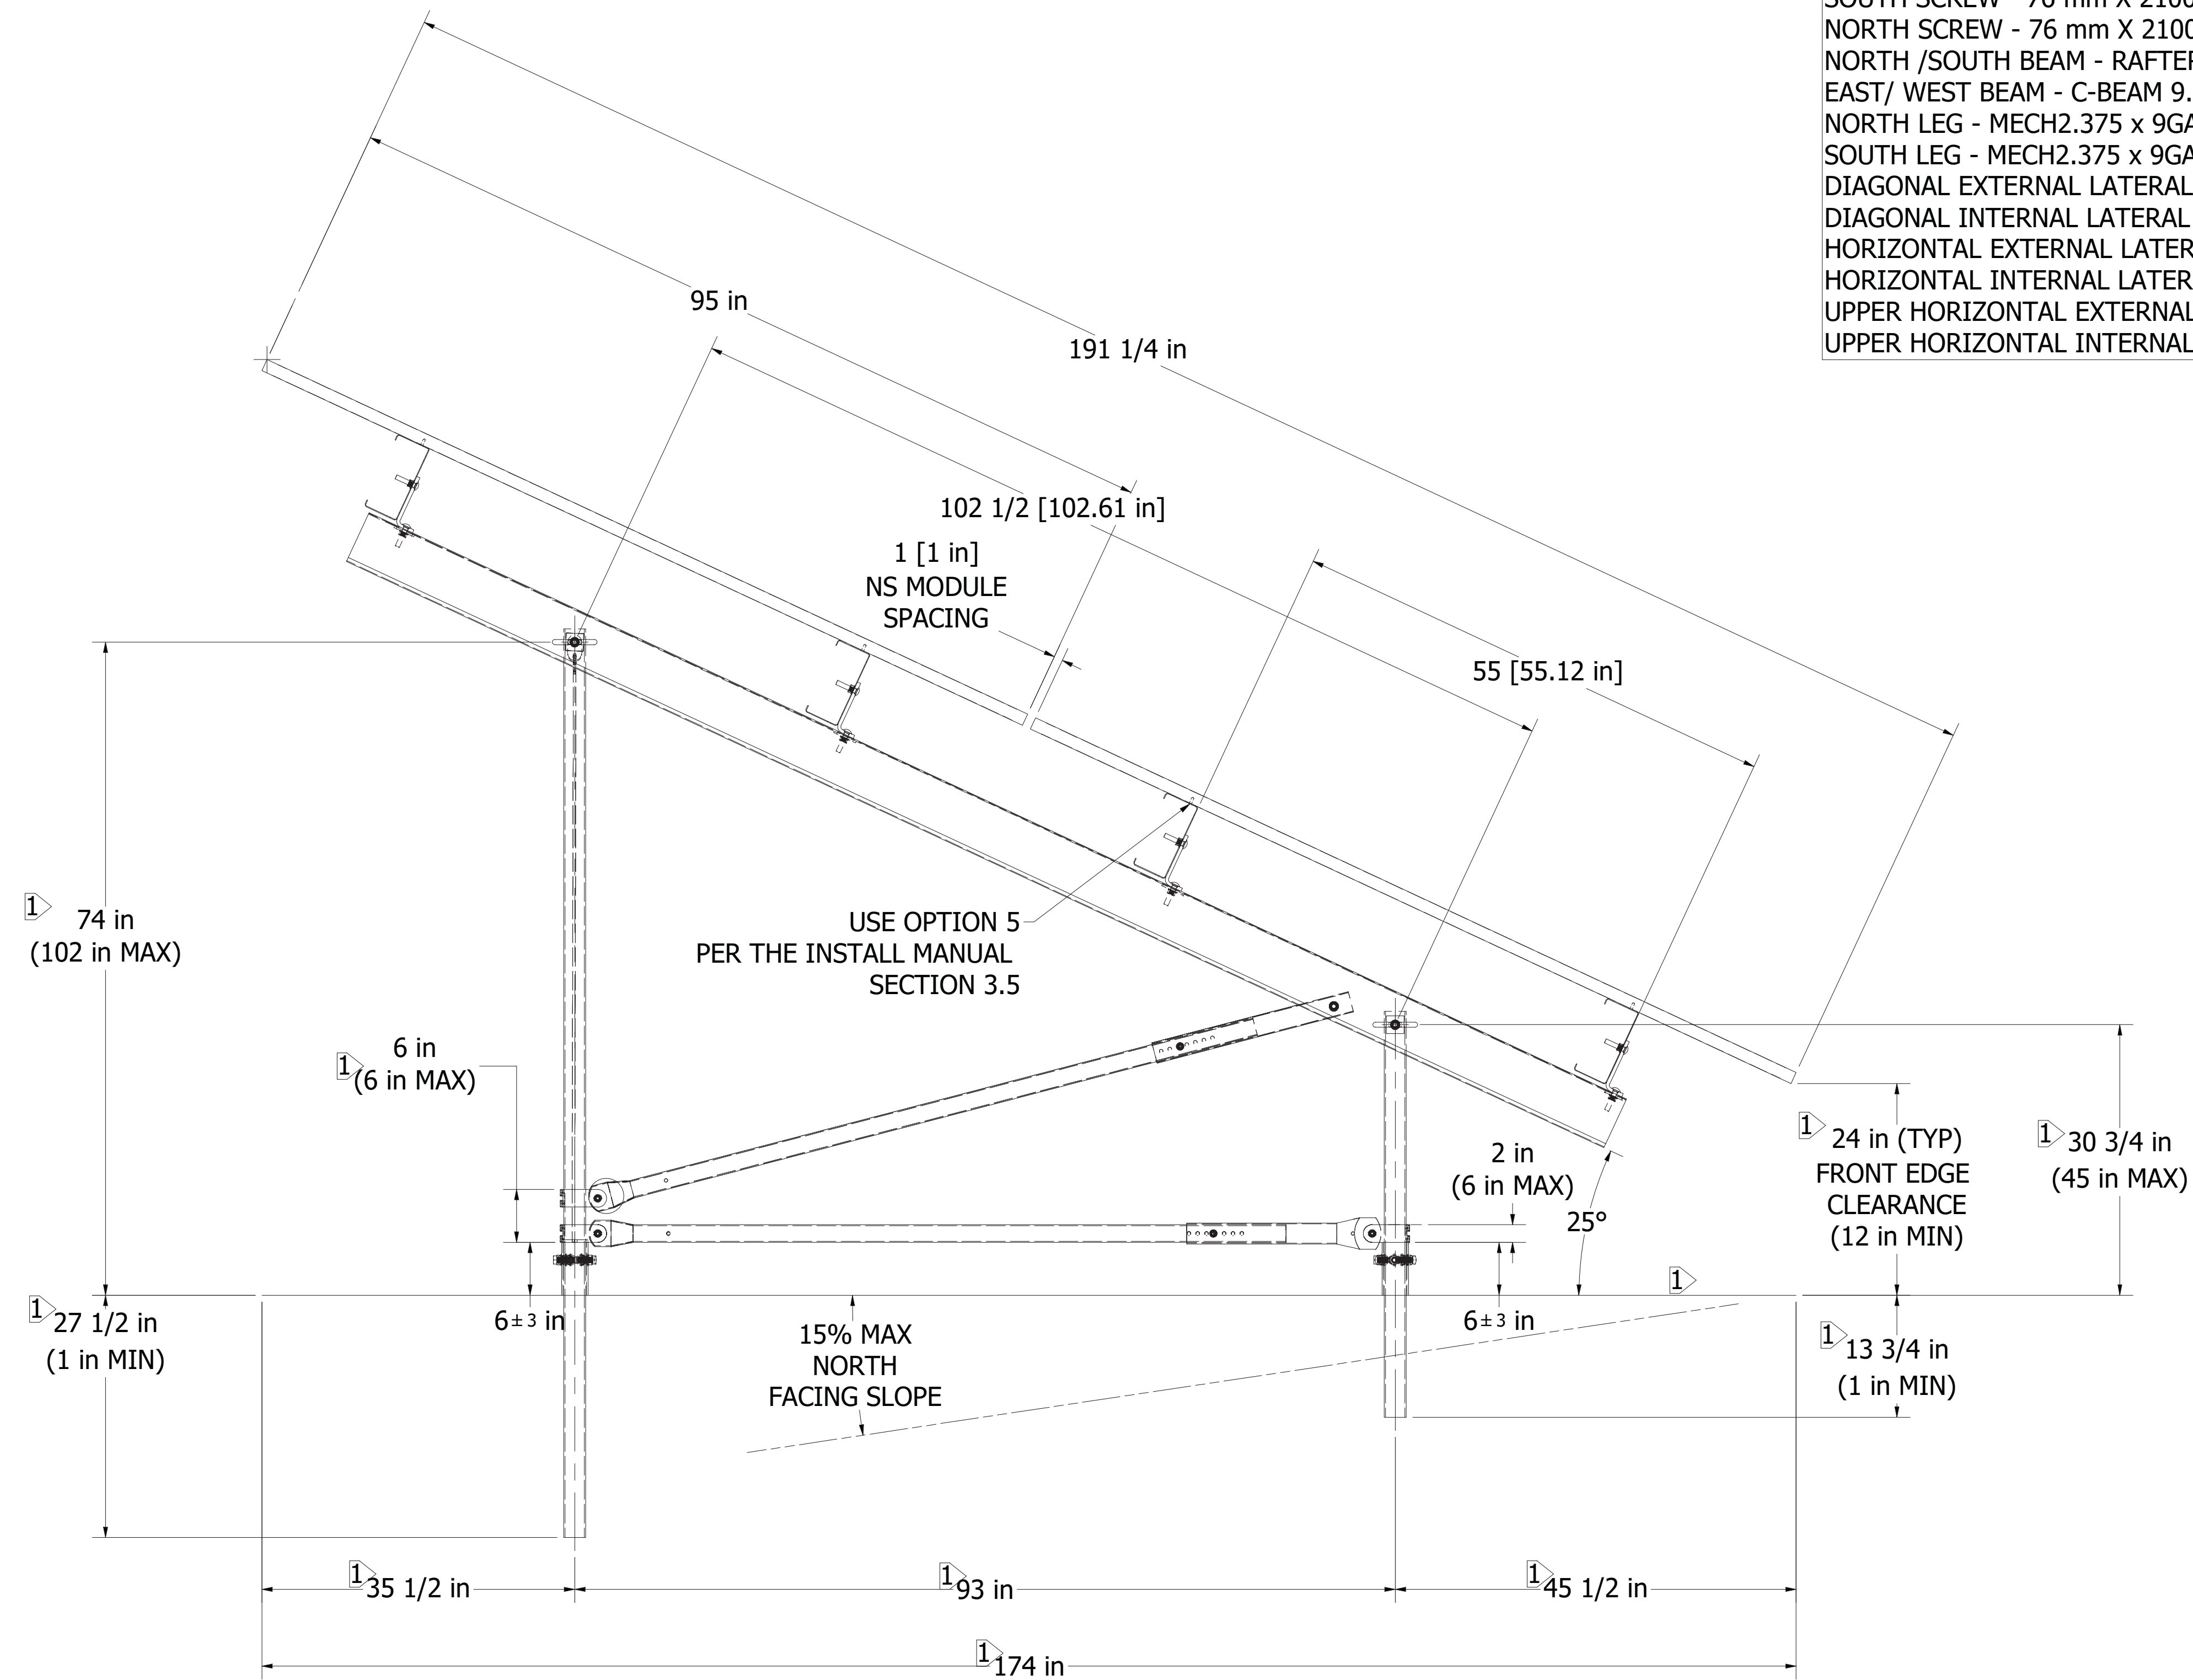 SOUTH SCREW - 76 mm X 2100
NORTH SCREW - 76 mm X 2100
NORTH /SOUTH BEAM - RAFTER
EAST/ WEST BEAM - C-BEAM 9.
NORTH LEG - MECH2.375 x 9GA
SOUTH LEG - MECH2.375 x 9GA
DIAGONAL EXTERNAL LATERAL
DIAGONAL INTERNAL LATERAL
HORIZONTAL EXTERNAL LATER
HORIZONTAL INTERNAL LATER
UPPER HORIZONTAL EXTERNAL
UPPER HORIZONTAL INTERNAL
95 in
191 1/4 in
102 1/2 [102.61 in]
1 [1 in]
NS MODULE
SPACING
55 [55.12 in]
1
74 in
(102 in MAX)
USE OPTION 5
PER THE INSTALL MANUAL
SECTION 3.5
6 in
1 (6 in MAX)
2 in
(6 in MAX)
25°
1 24 in (TYP)
FRONT EDGE
CLEARANCE
(12 in MIN)
1 30 3/4 in
(45 in MAX)
1
1 27 1/2 in
(1 in MIN)
6±3 in
15% MAX
NORTH
FACING SLOPE
6±3 in
1 13 3/4 in
(1 in MIN)
1 35 1/2 in
1 93 in
1 45 1/2 in
1 174 in